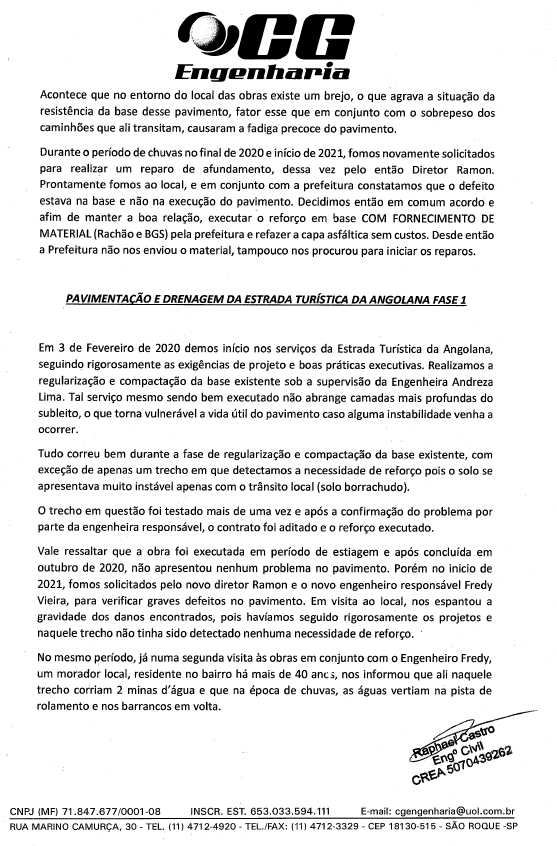 CG
Engenharia
Acontece que no entorno do local das obras existe um brejo, o que agrava a situação da
resistência da base desse pavimento, fator esse que em conjunto com o sobrepeso dos
caminhões que ali transitam, causaram a fadiga precoce do pavimento.
Durante o período de chuvas no final de 2020 e início de 2021, fomos novamente solicitados
para realizar um reparo de afundamento, dessa vez pelo então Diretor Ramon.
Prontamente fomos ao local, e em conjunto com a prefeitura constatamos que o defeito
estava na base e não na execução do pavimento. Decidimos então em comum acordo e
afim de manter a boa relação, executar o reforço em base COM FORNECIMENTO DE
MATERIAL (Rachão e BGS) pela prefeitura e refazer a capa asfáltica sem custos. Desde então
a Prefeitura não nos enviou o material, tampouco nos procurou para iniciar os reparos.
PAVIMENTAÇÃO E DRENAGEM DA ESTRADA TURÍSTICA DA ANGOLANA FASE 1
Em 3 de Fevereiro de 2020 demos início nos serviços da Estrada Turística da Angolana,
seguindo rigorosamente as exigências de projeto e boas práticas executivas. Realizamos a
regularização e compactação da base existente sob a supervisão da Engenheira Andreza
Lima. Tal serviço mesmo sendo bem executado não abrange camadas mais profundas do
subleito, o que torna vulnerável a vida útil do pavimento caso alguma instabilidade venha a
ocorrer.
Tudo correu bem durante a fase de regularização e compactação da base existente, com
exceção de apenas um trecho em que detectamos a necessidade de reforço pois o solo se
apresentava muito instável apenas com o trânsito local (solo borrachudo).
O trecho em questão foi testado mais de uma vez e após a confirmação do problema por
parte da engenheira responsável, o contrato foi aditado e o reforço executado.
Vale ressaltar que a obra foi executada em período de estiagem e após concluída em
outubro de 2020, não apresentou nenhum problema no pavimento. Porém no inicio de
2021, fomos solicitados pelo novo diretor Ramon e o novo engenheiro responsável Fredy
Vieira, para verificar graves defeitos no pavimento. Em visita ao local, nos espantou a
gravidade dos danos encontrados, pois havíamos seguido rigorosamente os projetos e
naquele trecho não tinha sido detectado nenhuma necessidade de reforço.
No mesmo período, já numa segunda visita às obras em conjunto com o Engenheiro Fredy,
um morador local, residente no bairro há mais de 40 anos, nos informou que ali naquele
trecho corriam 2 minas d'água e que na época de chuvas, as águas vertiam na pista de
rolamento e nos barrancos em volta.
Raphael Castro
Engº Civil
CREA 5070439262
CNPJ (MF) 71.847.677/0001-08 INSCR. EST. 653.033.594.111 E-mail: cgengenharia@uol.com.br
RUA MARINO CAMURÇA, 30 - TEL. (11) 4712-4920 - TEL./FAX: (11) 4712-3329 - CEP 18130-515 - SÃO ROQUE -SP